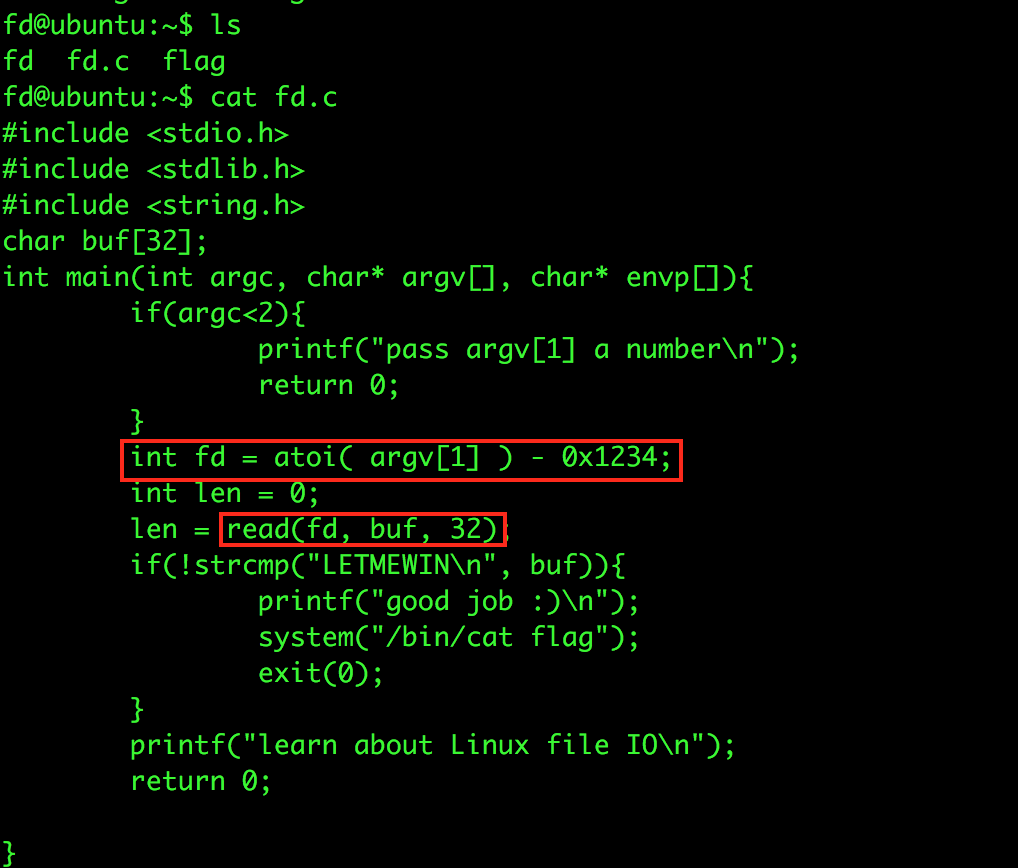 fd@ubuntu:~$ ls
fd  fd.c  flag
fd@ubuntu:~$ cat fd.c
#include <stdio.h>
#include <stdlib.h>
#include <string.h>
char buf[32];
int main(int argc, char* argv[], char* envp[]){
        if(argc<2){
                printf("pass argv[1] a number\n");
                return 0;
        }
        int fd = atoi( argv[1] ) - 0x1234;
        int len = 0;
        len = read(fd, buf, 32);
        if(!strcmp("LETMEWIN\n", buf)){
                printf("good job :)\n");
                system("/bin/cat flag");
                exit(0);
        }
        printf("learn about Linux file IO\n");
        return 0;

}